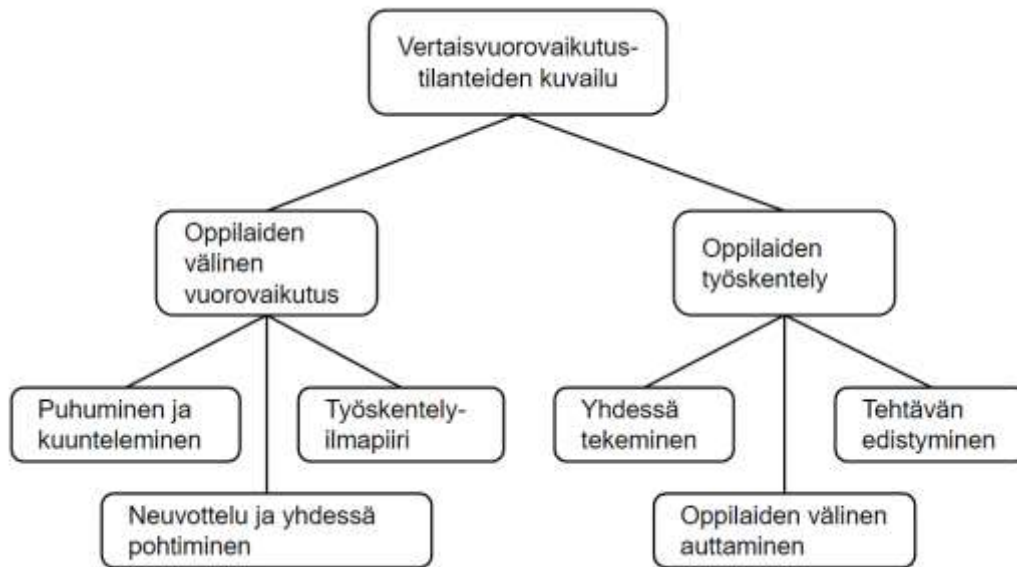 Vertaisvuorovaikutus-
tilanteiden kuvailu
Oppilaiden
välinen
vuorovaikutus
Oppilaiden
työskentely
Puhuminen ja
kuunteleminen
Työskentely-
ilmapiiri
Yhdessä
tekeminen
Tehtävän
edistyminen
Neuvottelu ja yhdessä
pohtiminen
Oppilaiden välinen
auttaminen